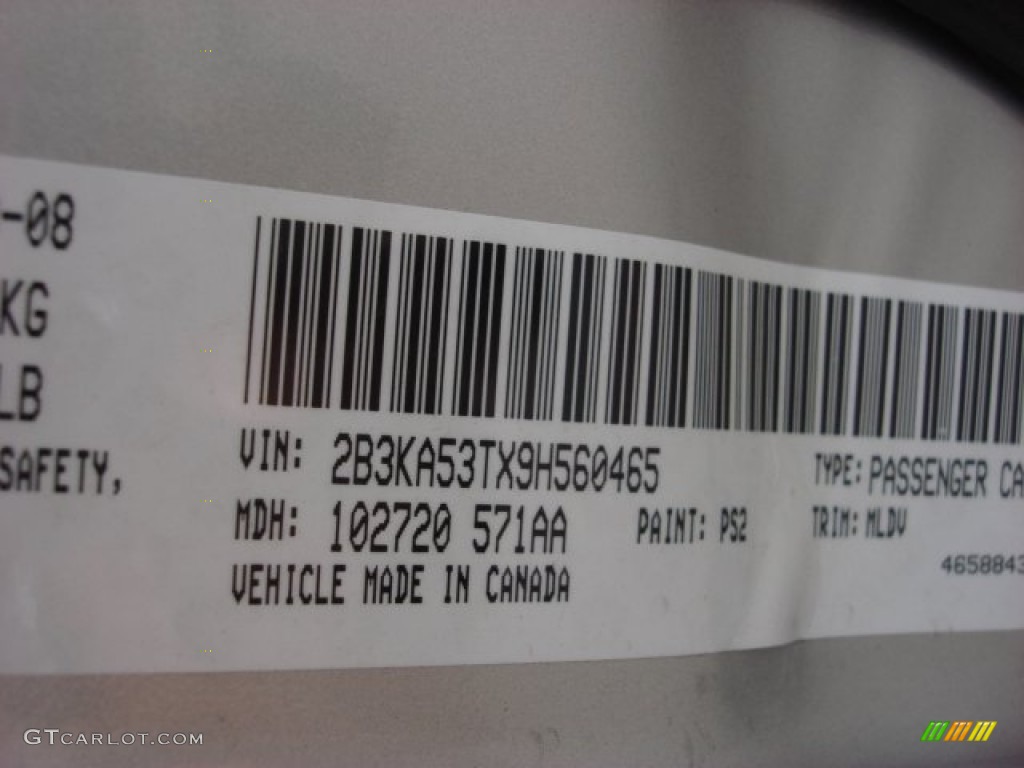 -08
KG
LB
SAFETY,
VIN: 2B3KA53TX9H560465
TYPE: PASSENGER CA
MDH: 102720 571AA
PAINT: PS2
TRIM: MLDV
VEHICLE MADE IN CANADA
4658843
GTCARLOT.COM